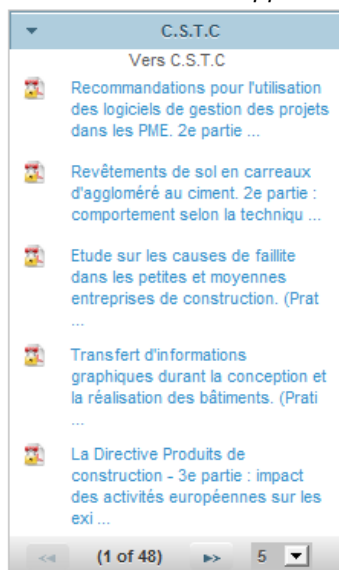 C.S.T.C
Vers C.S.T.C
Recommandations pour l'utilisation
des logiciels de gestion des projets
dans les PME. 2e partie ...
Revêtements de sol en carreaux
d'aggloméré au ciment. 2e partie :
comportement selon la techniqu ...
Etude sur les causes de faillite
dans les petites et moyennes
entreprises de construction. (Prat
...
Transfert d'informations
graphiques durant la conception et
la réalisation des bâtiments. (Prati
...
La Directive Produits de
construction - 3e partie : impact
des activités européennes sur les
exi ...
(1 of 48) 5